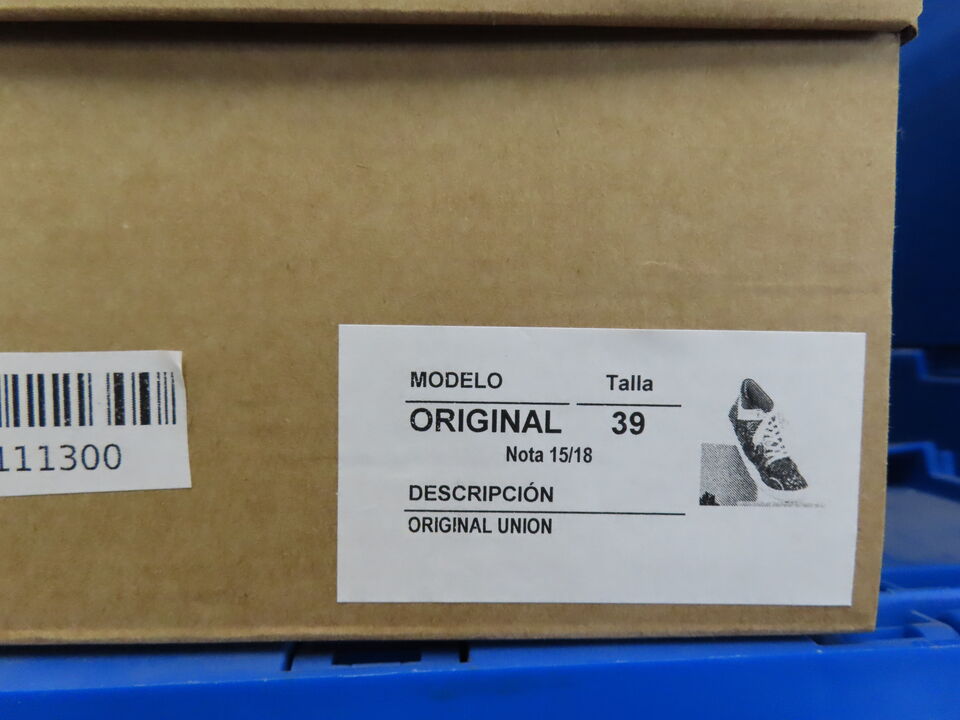 111300
MODELO Talla
ORIGINAL 39
Nota 15/18
DESCRIPCIÓN
ORIGINAL UNION